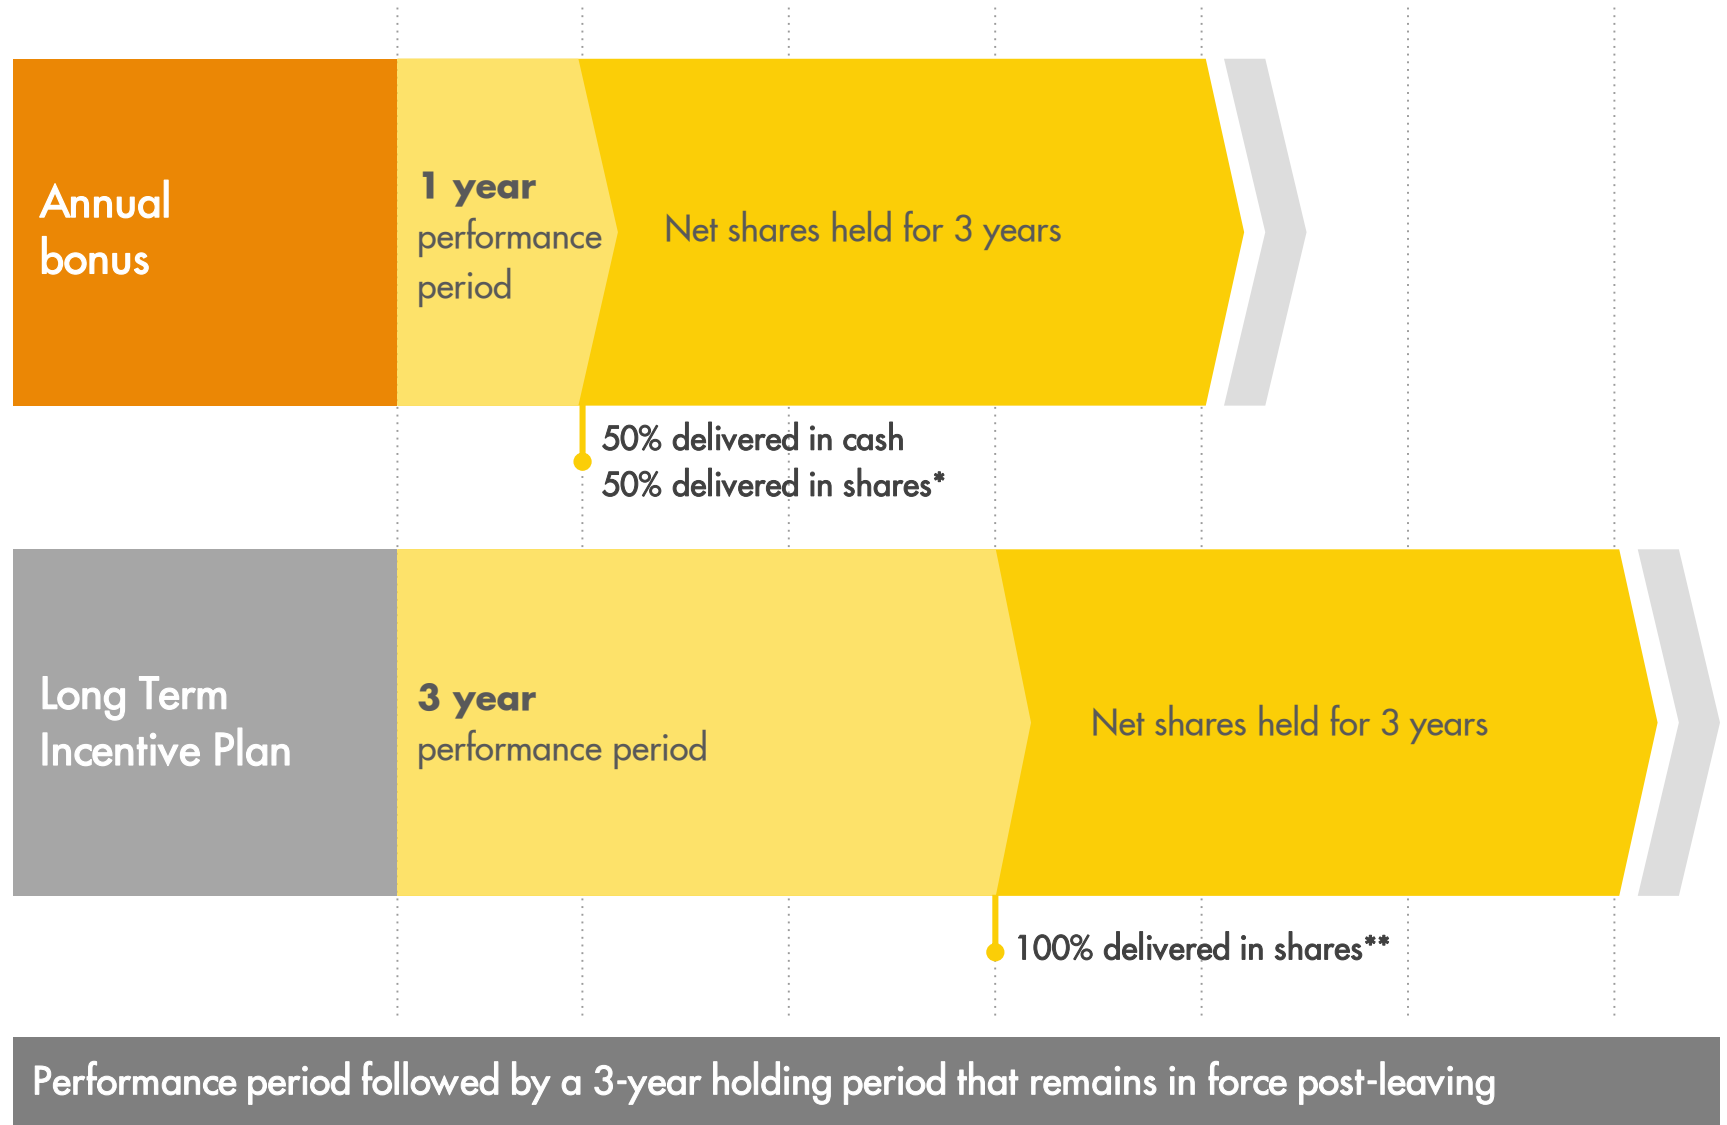 Annual
bonus
1 year
performance
period
Net shares held for 3 years
50% delivered in cash
50% delivered in shares*
Long Term
Incentive Plan
3 year
performance period
Net shares held for 3 years
100% delivered in shares**
Performance period followed by a 3-year holding period that remains in force post-leaving